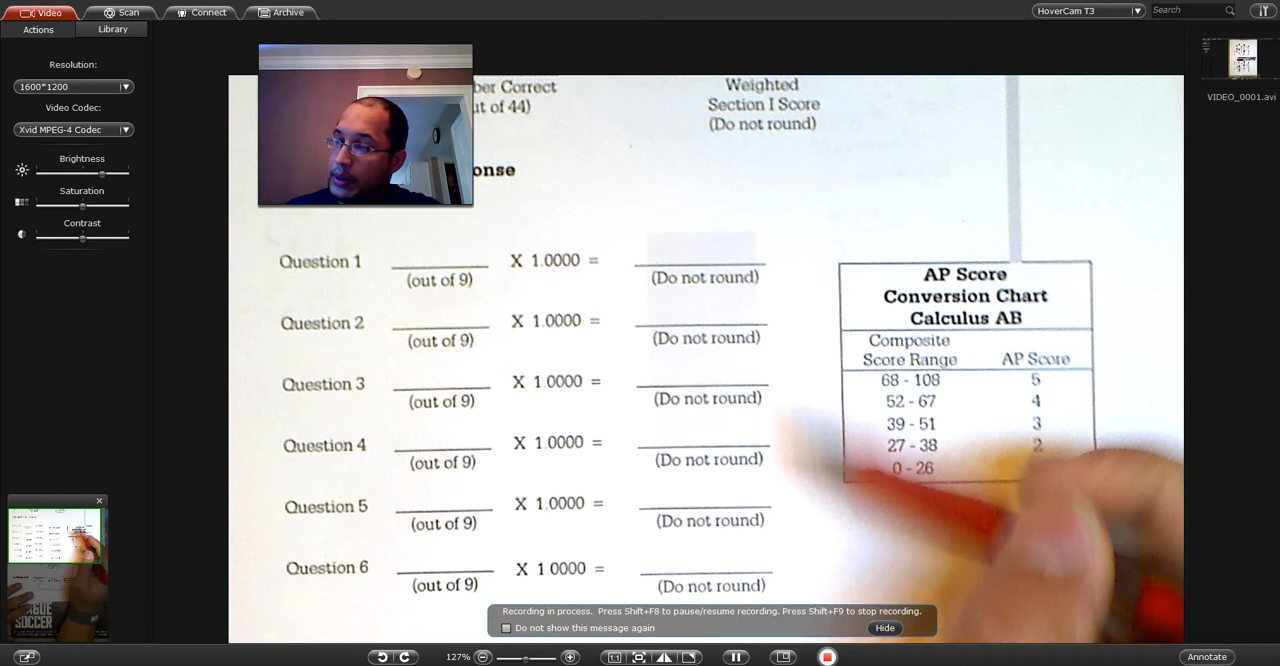 Video
Scan
Connect
Archive
HoverCam T3
Search
Actions
Library
Resolution:
1600*1200
Video Codec:
Xvid MPEG-4 Codec
Brightness
Saturation
Contrast
VIDEO_0001.avi
ber Correct
ut of 44)
Weighted
Section I Score
(Do not round)
onse
Question 1 (out of 9) X 1.0000 = (Do not round)
Question 2 (out of 9) X 1.0000 = (Do not round)
Question 3 (out of 9) X 1.0000 = (Do not round)
Question 4 (out of 9) X 1.0000 = (Do not round)
Question 5 (out of 9) X 1.0000 = (Do not round)
Question 6 (out of 9) X 1.0000 = (Do not round)
AP Score
Conversion Chart
Calculus AB
Composite
Score Range AP Score
68 - 108 5
52 - 67 4
39 - 51 3
27 - 38 2
0 - 26
SOCCER
Recording in process. Press Shift+F8 to pause/resume recording. Press Shift+F9 to stop recording.
Do not show this message again
Hide
127%
1:1
Annotate